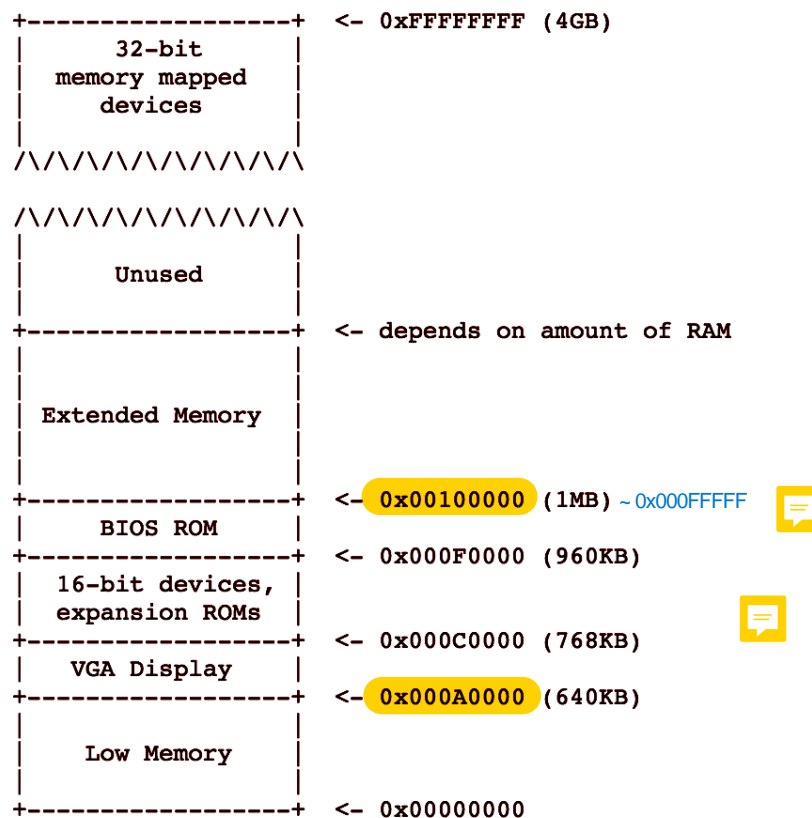 +------------------+  <- 0xFFFFFFFF (4GB)
|      32-bit      |
|  memory mapped   |
|     devices      |
|                  |
/\/\/\/\/\/\/\/\/\/\
/\/\/\/\/\/\/\/\/\/\
|                  |
|      Unused      |
|                  |
+------------------+  <- depends on amount of RAM
|                  |
|                  |
| Extended Memory  |
|                  |
|                  |
+------------------+  <- 0x00100000 (1MB) ~ 0x000FFFFF
|     BIOS ROM     |
+------------------+  <- 0x000F0000 (960KB)
|  16-bit devices, |
|  expansion ROMs  |
+------------------+  <- 0x000C0000 (768KB)
|   VGA Display    |
+------------------+  <- 0x000A0000 (640KB)
|                  |
|    Low Memory    |
|                  |
+------------------+  <- 0x00000000